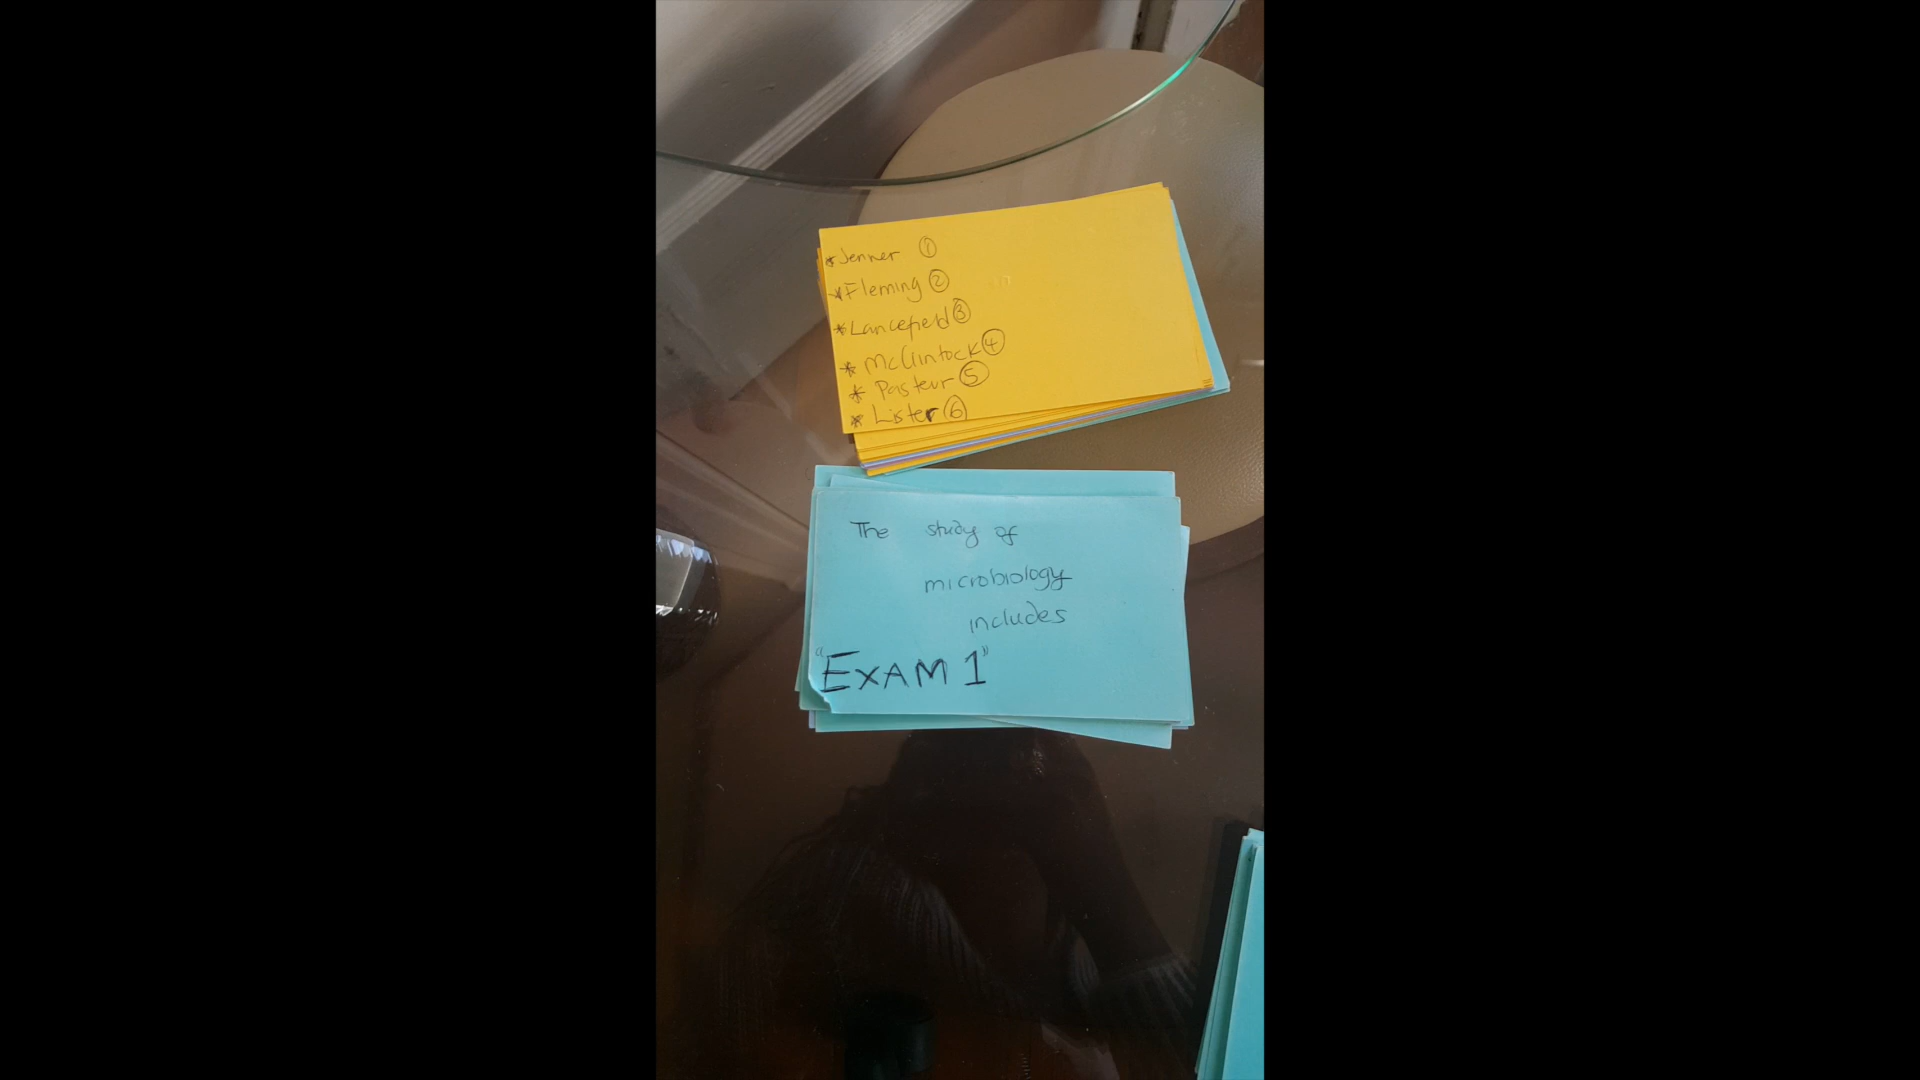 *Jenner ①
*Fleming ②
*Lancefield ③
* McClintock ④
* Pasteur ⑤
* Lister ⑥
The study of
microbiology
includes
"EXAM 1"